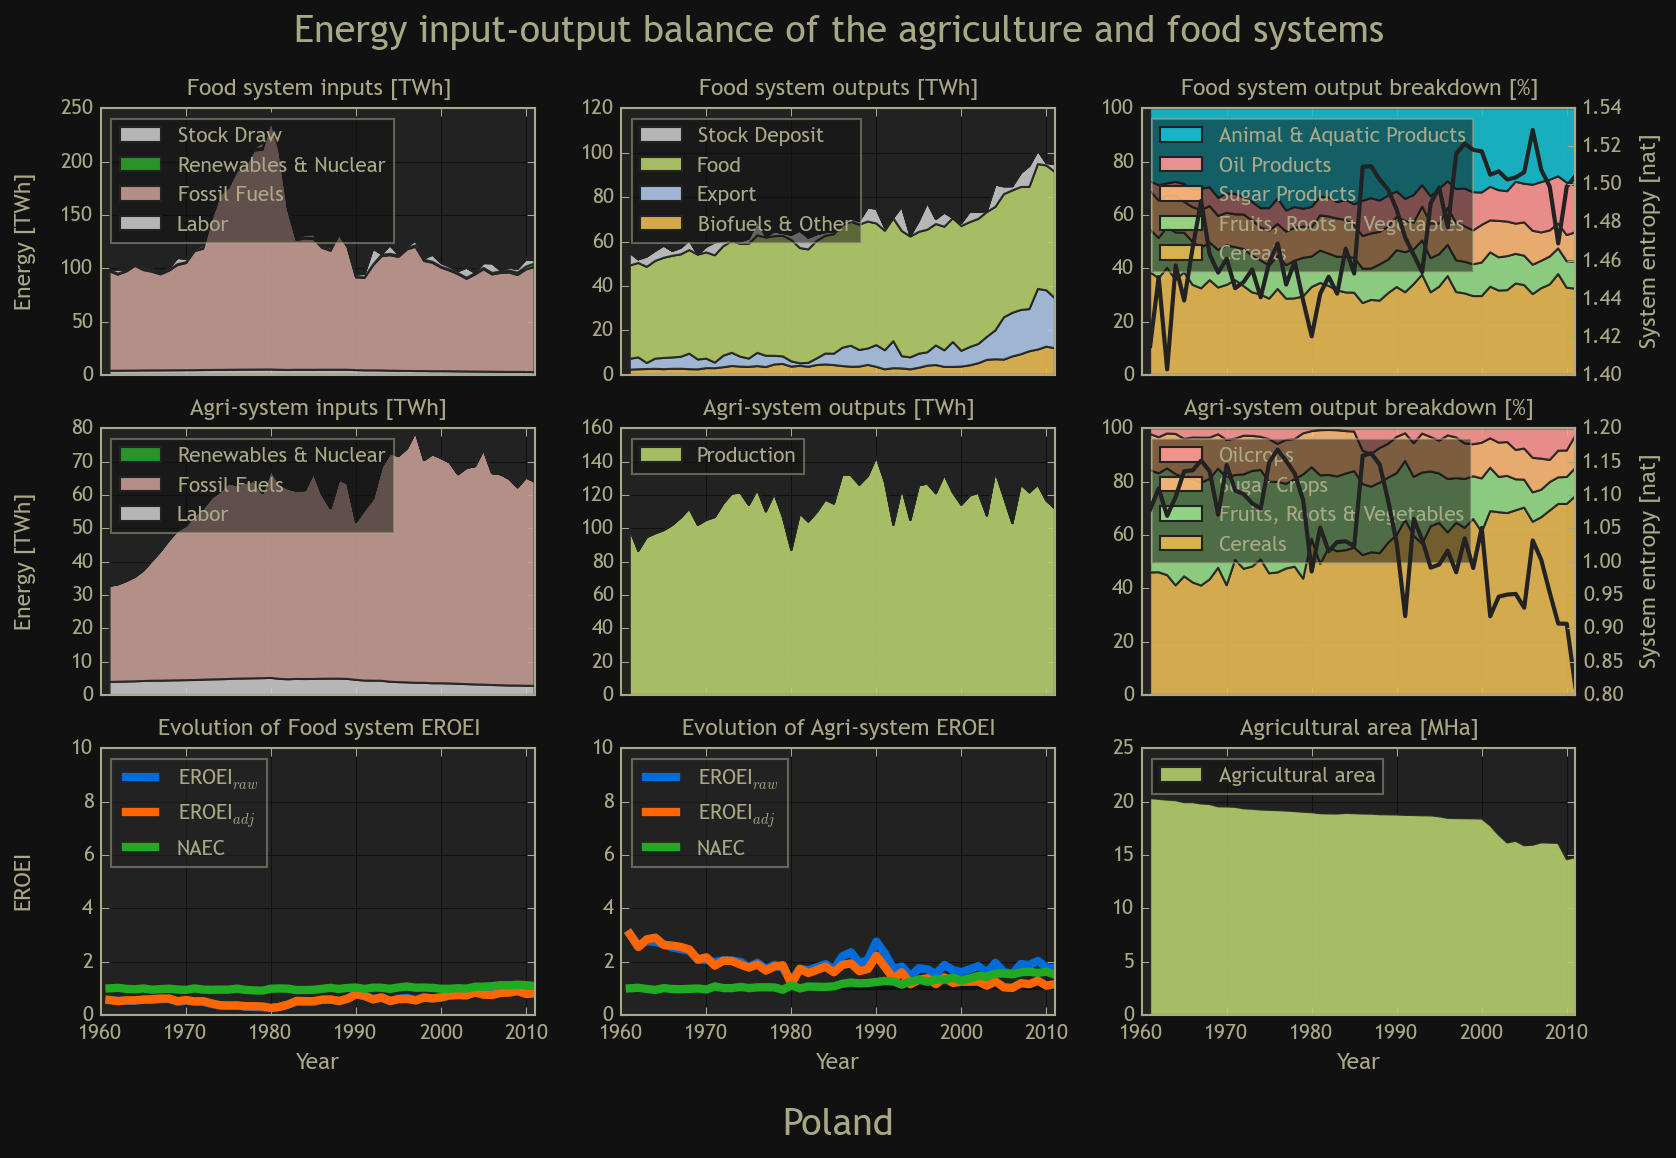 Energy input-output balance of the agriculture and food systems
Food system inputs [TWh]
Energy [TWh]
250
200
150
100
50
0
Stock Draw
Renewables & Nuclear
Fossil Fuels
Labor
Food system outputs [TWh]
120
100
80
60
40
20
0
Stock Deposit
Food
Export
Biofuels & Other
Food system output breakdown [%]
100
80
60
40
20
0
Animal & Aquatic Products
Oil Products
Sugar Products
Fruits, Roots & Vegetables
Cereals
1.54
1.52
1.50
1.48
1.46
1.44
1.42
1.40
System entropy [nat]
Agri-system inputs [TWh]
Energy [TWh]
80
70
60
50
40
30
20
10
0
Renewables & Nuclear
Fossil Fuels
Labor
Agri-system outputs [TWh]
160
140
120
100
80
60
40
20
0
Production
Agri-system output breakdown [%]
100
80
60
40
20
0
Oilcrops
Sugar Crops
Fruits, Roots & Vegetables
Cereals
1.20
1.15
1.10
1.05
1.00
0.95
0.90
0.85
0.80
System entropy [nat]
Evolution of Food system EROEI
EROEI
10
8
6
4
2
0
EROEI raw
EROEI adj
NAEC
1960 1970 1980 1990 2000 2010
Year
Evolution of Agri-system EROEI
10
8
6
4
2
0
EROEI raw
EROEI adj
NAEC
1960 1970 1980 1990 2000 2010
Year
Agricultural area [MHa]
25
20
15
10
5
0
Agricultural area
1960 1970 1980 1990 2000 2010
Year
Poland